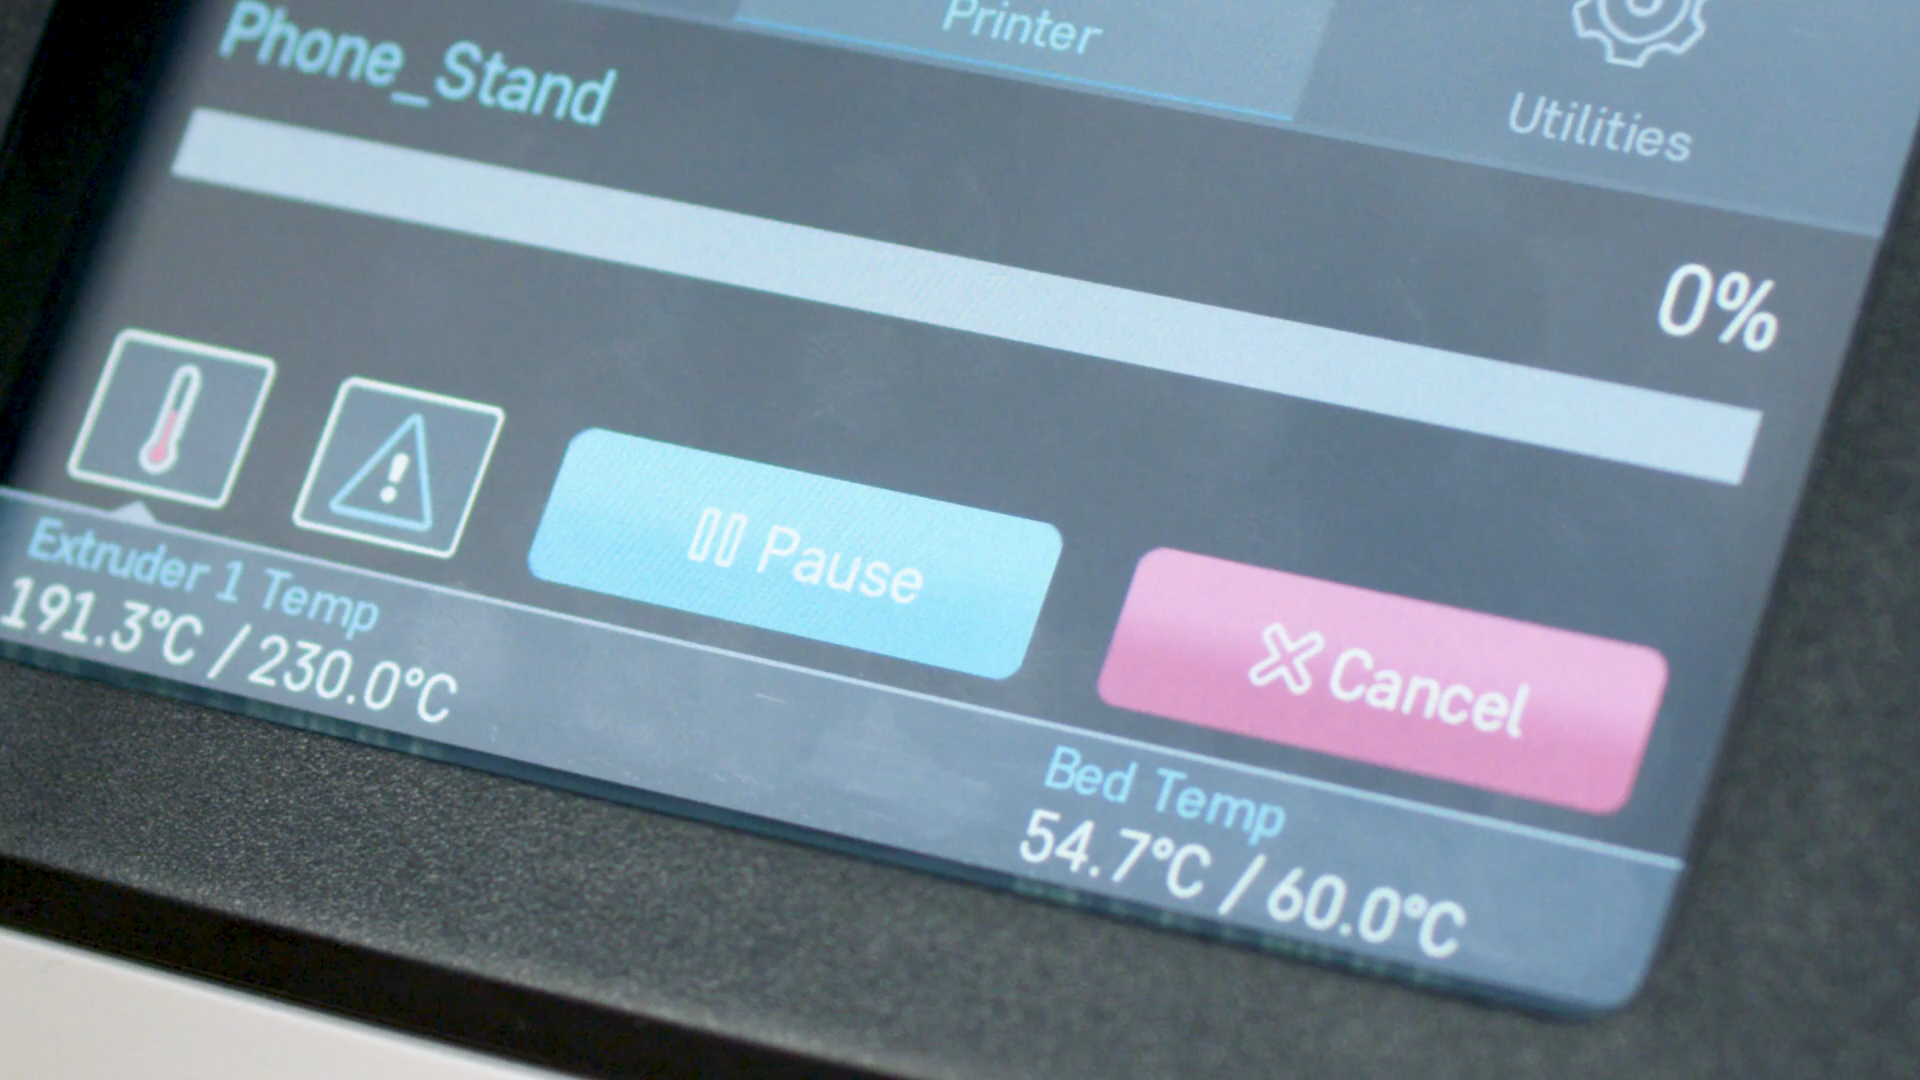 Printer
Utilities
Phone_Stand
0%
Pause
Cancel
Extruder 1 Temp
191.3°C / 230.0°C
Bed Temp
54.7°C / 60.0°C